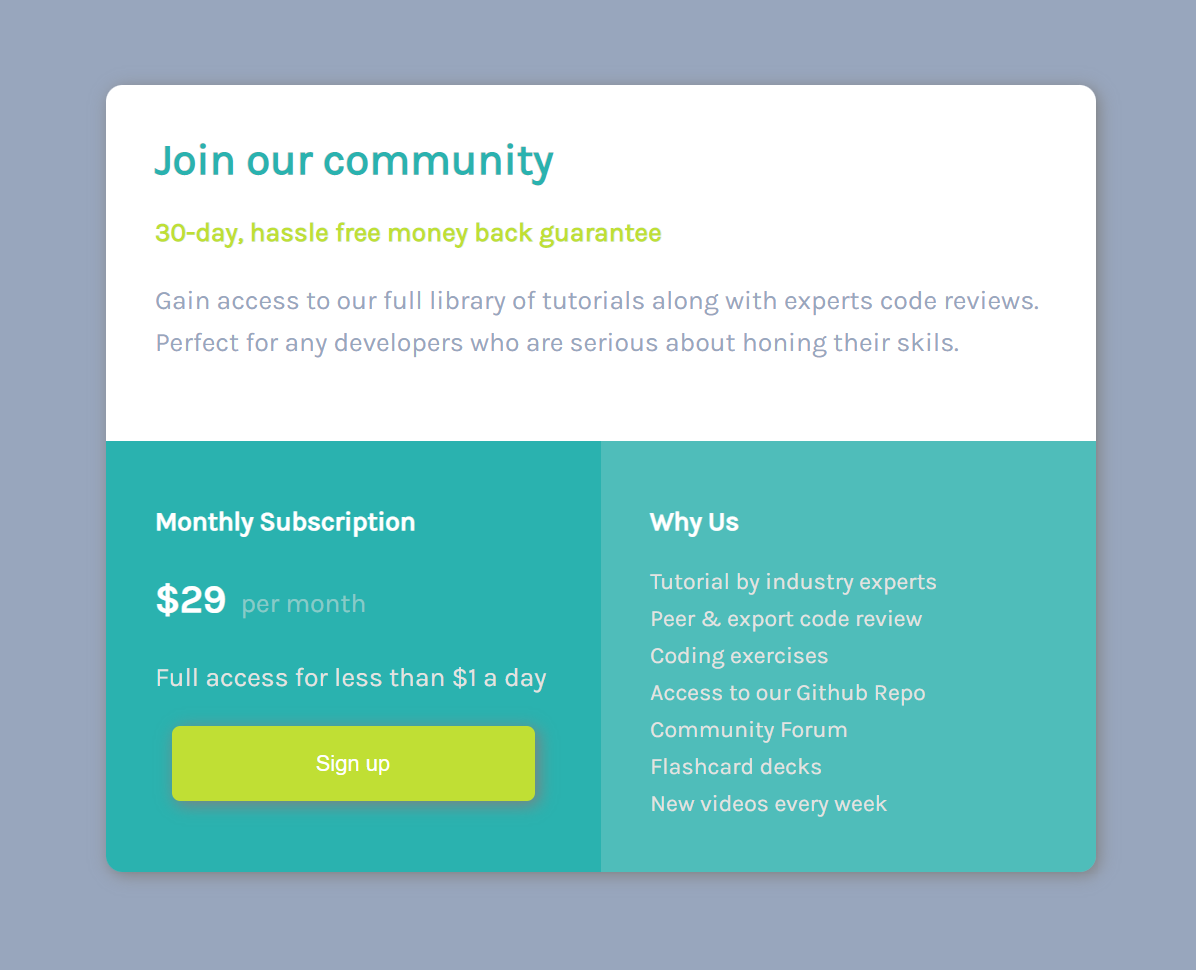 Join our community
30-day, hassle free money back guarantee
Gain access to our full library of tutorials along with experts code reviews.
Perfect for any developers who are serious about honing their skils.
Monthly Subscription
$29 per month
Full access for less than $1 a day
Sign up
Why Us
Tutorial by industry experts
Peer & export code review
Coding exercises
Access to our Github Repo
Community Forum
Flashcard decks
New videos every week